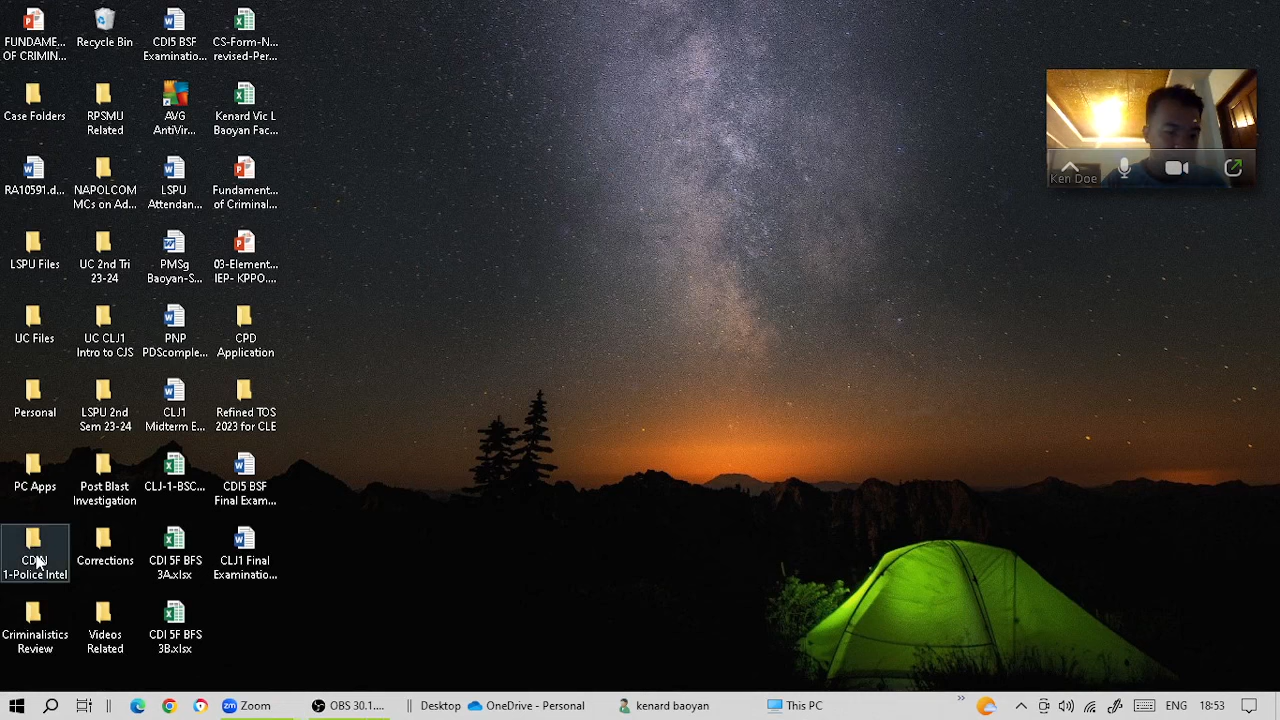 FUNDAME...
OF CRIMIN...
Recycle Bin
CDI5 BSF
Examinatio...
CS-Form-N...
revised-Per...
Case Folders
RPSMU
Related
AVG
AntiVir...
Kenard Vic L
Baoyan Fac...
RA10591.d...
NAPOLCOM
MCs on Ad...
LSPU
Attendan...
Fundament...
of Criminal...
LSPU Files
UC 2nd Tri
23-24
PMSg
Baoyan-S...
03-Element...
IEP- KPPO....
UC Files
UC CLJ1
Intro to CJS
PNP
PDScomple...
CPD
Application
Personal
LSPU 2nd
Sem 23-24
CLJ1
Midterm E...
Refined TOS
2023 for CLE
PC Apps
Post Blast
Investigation
CLJ-1-BSC...
CDI5 BSF
Final Exam...
1-Police Intel
Corrections
CDI 5F BFS
3A.xlsx
CLJ1 Final
Examinatio...
Criminalistics
Review
Videos
Related
CDI 5F BFS
3B.xlsx
Ken Doe
zm Zoom
OBS 30.1....
Desktop
OneDrive - Personal
kenard baoyan
This PC
ENG
18:53